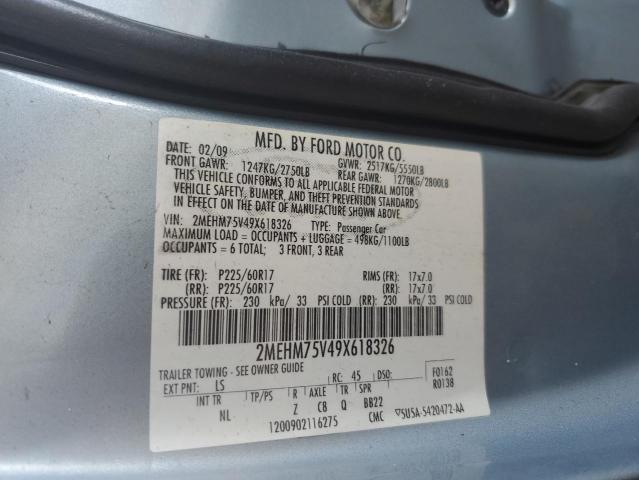 MFD. BY FORD MOTOR CO.
DATE: 02/09 GVWR: 2517KG/5550LB
FRONT GAWR: 1247KG/2750LB REAR GAWR: 1270KG/2800LB
THIS VEHICLE CONFORMS TO ALL APPLICABLE FEDERAL MOTOR
VEHICLE SAFETY, BUMPER, AND THEFT PREVENTION STANDARDS
IN EFFECT ON THE DATE OF MANUFACTURE SHOWN ABOVE.
VIN: 2MEHM75V49X618326 TYPE: Passenger Car
MAXIMUM LOAD = OCCUPANTS + LUGGAGE = 498KG/1100LB
OCCUPANTS = 6 TOTAL; 3 FRONT, 3 REAR
TIRE (FR): P225/60R17 RIMS (FR): 17x7.0
(RR): P225/60R17 (RR): 17x7.0
PRESSURE (FR): 230 kPa/ 33 PSI COLD (RR): 230 kPa/ 33 PSI COLD
2MEHM75V49X618326
TRAILER TOWING - SEE OWNER GUIDE
EXT PNT: LS RC: 45 DSO: F0162
R0138
INT TR TP/PS R AXLE TR SPR
NL Z C8 Q BB22
1200902116275 CMC ▽5U5A-5420472-AA